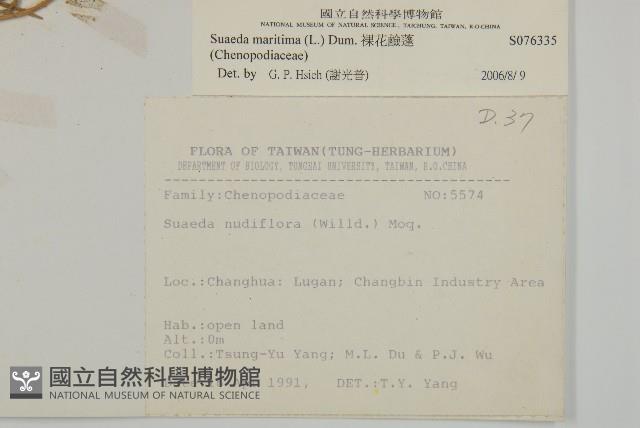 國立自然科學博物館
NATIONAL MUSEUM OF NATURAL SCIENCE, TAICHUNG, TAIWAN, R.O.CHINA
Suaeda maritima (L.) Dum. 裸花鹼蓬 S076335
(Chenopodiaceae)
Det. by G. P. Hsieh (謝光普) 2006/8/9
D.37
FLORA OF TAIWAN(TUNG-HERBARIUM)
DEPARTMENT OF BIOLOGY, TUNGHAI UNIVERSITY, TAIWAN, R.O.CHINA
Family:Chenopodiaceae NO:5574
Suaeda nudiflora (Willd.) Moq.
Loc.:Changhua: Lugan; Changbin Industry Area
Hab.:open land
Alt.:0m
Coll.:Tsung-Yu Yang; M.L. Du & P.J. Wu
1991, DET.:T.Y. Yang
國立自然科學博物館
NATIONAL MUSEUM OF NATURAL SCIENCE